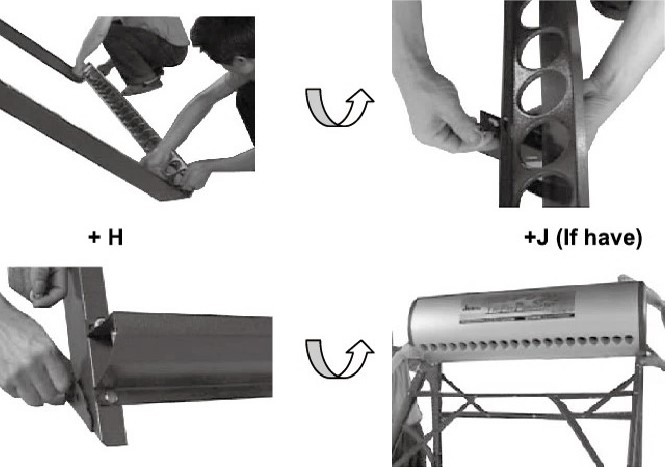 + H
+J (If have)